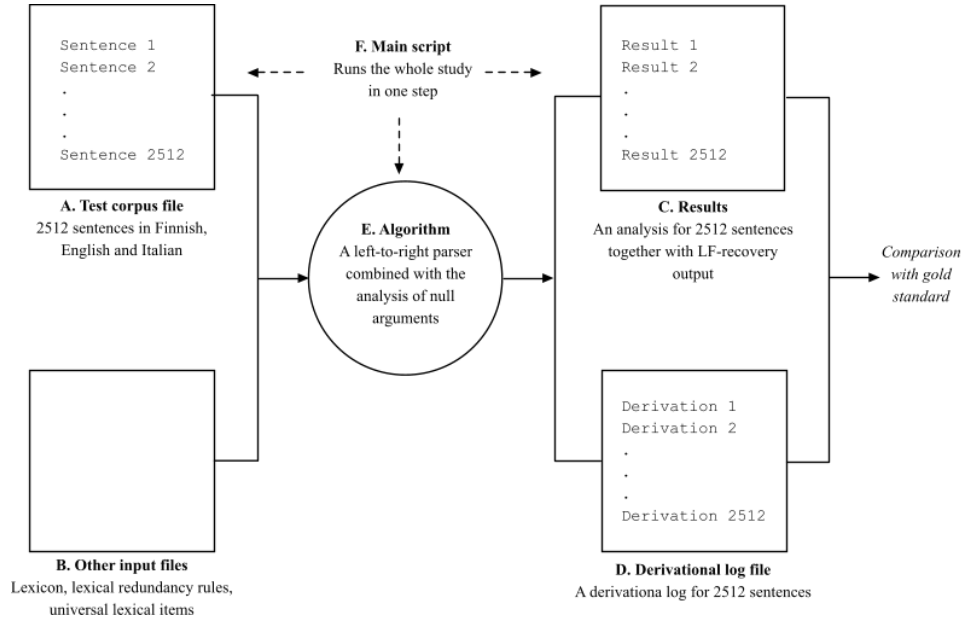 Sentence 1
Sentence 2
.
.
.
Sentence 2512
A. Test corpus file
2512 sentences in Finnish,
English and Italian
F. Main script
Runs the whole study
in one step
Result 1
Result 2
.
.
.
Result 2512
C. Results
An analysis for 2512 sentences
together with LF-recovery
output
E. Algorithm
A left-to-right parser
combined with the
analysis of null
arguments
Comparison
with gold
standard
B. Other input files
Lexicon, lexical redundancy rules,
universal lexical items
Derivation 1
Derivation 2
.
.
.
Derivation 2512
D. Derivational log file
A derivationa log for 2512 sentences